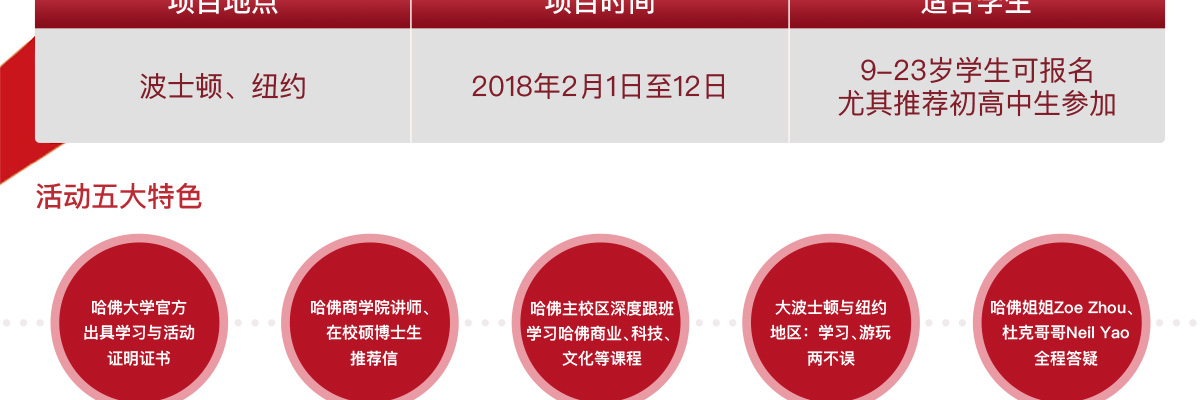 项目地点
项目时间
适合学生
波士顿、纽约
2018年2月1日至12日
9–23岁学生可报名
尤其推荐初高中生参加
活动五大特色
哈佛大学官方
出具学习与活动
证明证书
哈佛商学院讲师、
在校硕博士生
推荐信
哈佛主校区深度跟班
学习哈佛商业、科技、
文化等课程
大波士顿与纽约
地区：学习、游玩
两不误
哈佛姐姐Zoe Zhou、
杜克哥哥Neil Yao
全程答疑